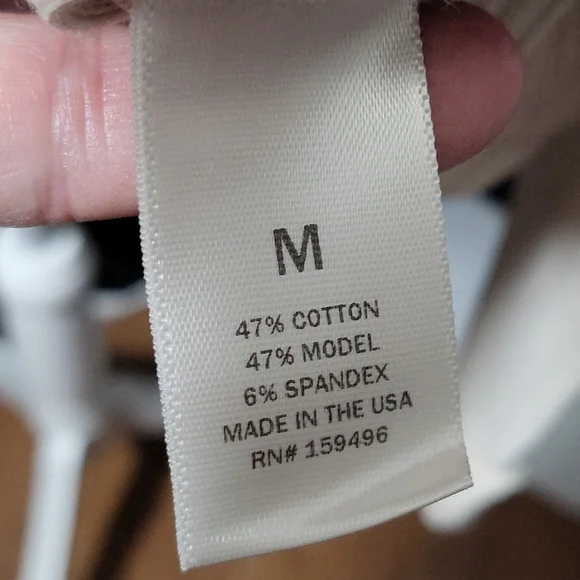 M
47% COTTON
47% MODEL
6% SPANDEX
MADE IN THE USA
RN# 159496